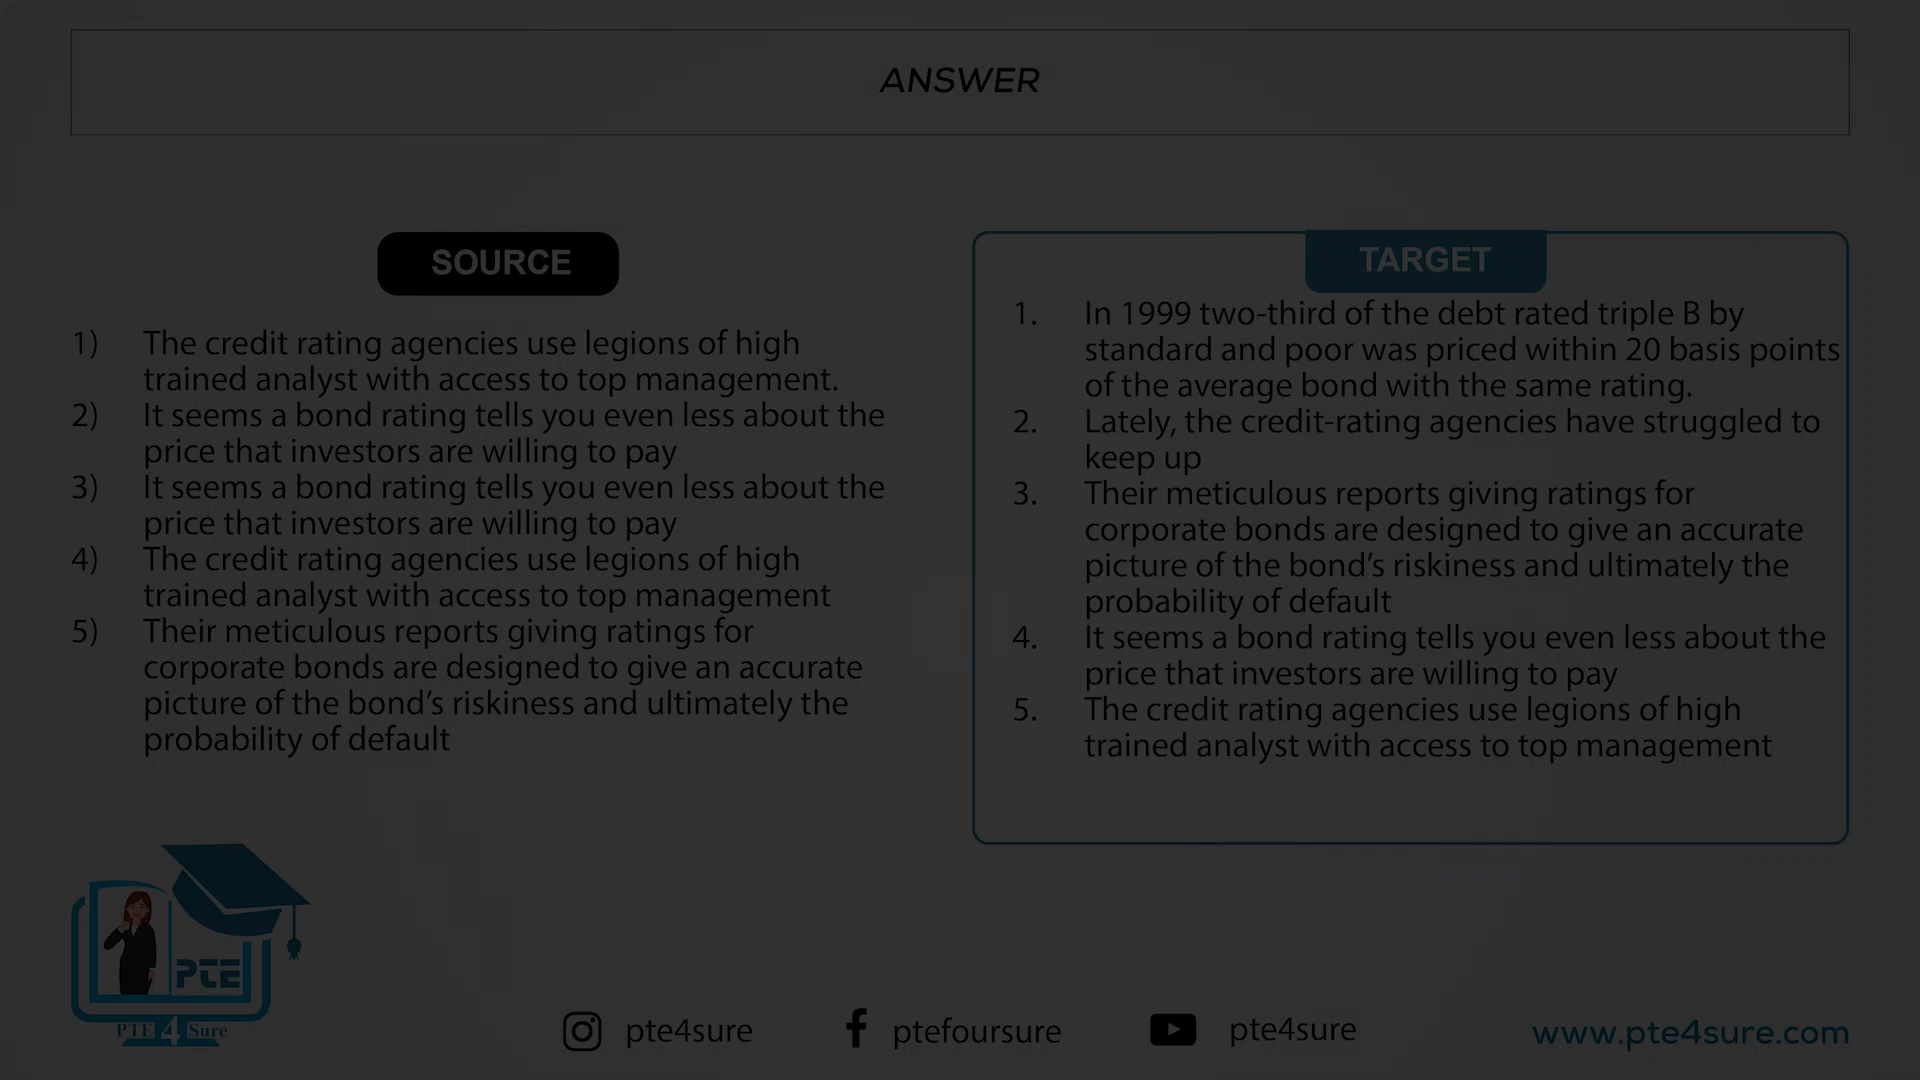 ANSWER
SOURCE
1) The credit rating agencies use legions of high
trained analyst with access to top management.
2) It seems a bond rating tells you even less about the
price that investors are willing to pay
3) It seems a bond rating tells you even less about the
price that investors are willing to pay
4) The credit rating agencies use legions of high
trained analyst with access to top management
5) Their meticulous reports giving ratings for
corporate bonds are designed to give an accurate
picture of the bond's riskiness and ultimately the
probability of default
TARGET
1. In 1999 two-third of the debt rated triple B by
standard and poor was priced within 20 basis points
of the average bond with the same rating.
2. Lately, the credit-rating agencies have struggled to
keep up
3. Their meticulous reports giving ratings for
corporate bonds are designed to give an accurate
picture of the bond's riskiness and ultimately the
probability of default
4. It seems a bond rating tells you even less about the
price that investors are willing to pay
5. The credit rating agencies use legions of high
trained analyst with access to top management
PTE
PTE 4 Sure
pte4sure
ptefoursure
pte4sure
www.pte4sure.com